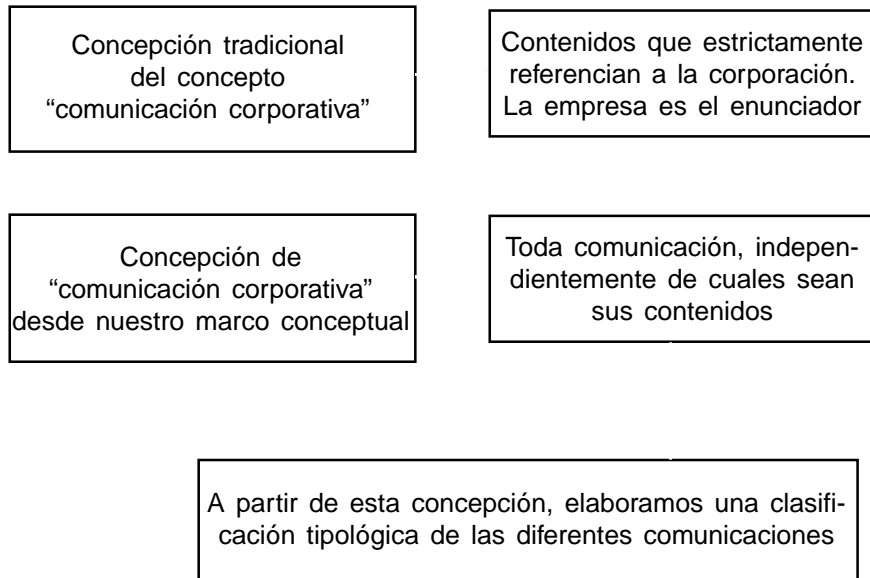 Concepción tradicional
del concepto
“comunicación corporativa”
Contenidos que estrictamente
referencian a la corporación.
La empresa es el enunciador
Concepción de
“comunicación corporativa”
desde nuestro marco conceptual
Toda comunicación, indepen-
dientemente de cuales sean
sus contenidos
A partir de esta concepción, elaboramos una clasifi-
cación tipológica de las diferentes comunicaciones